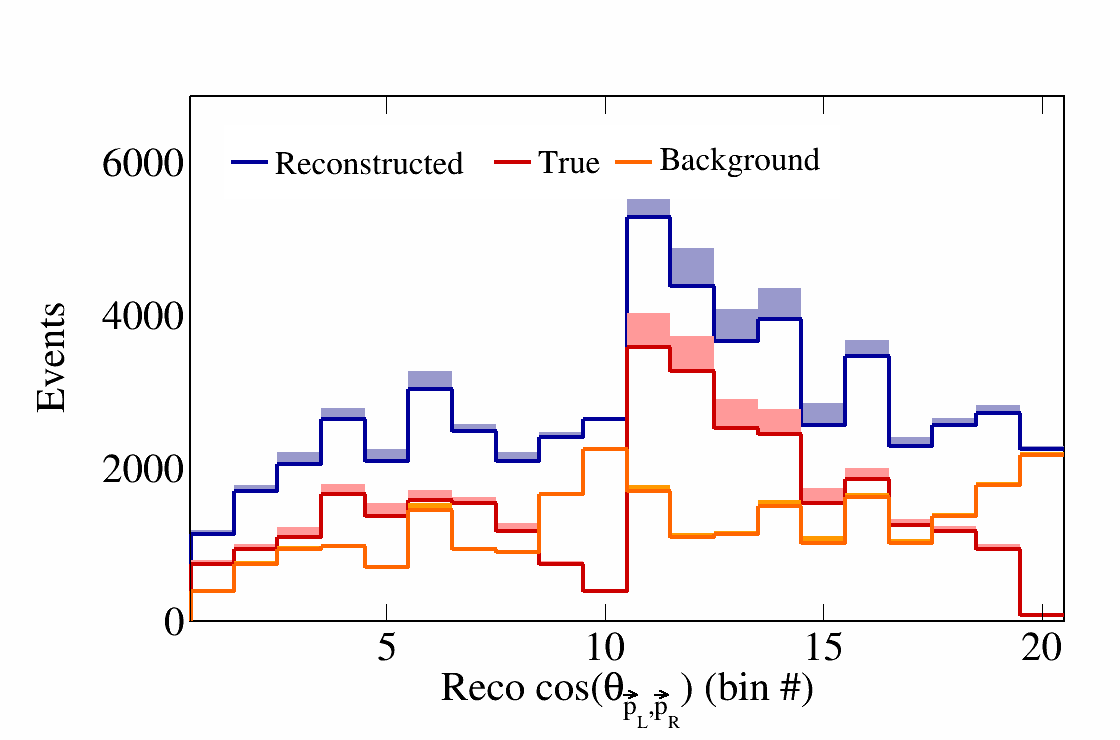 6000
Reconstructed True Background
4000
2000
0
Events
5 10 15 20
Reco cos(θ p⃗L,p⃗R) (bin #)